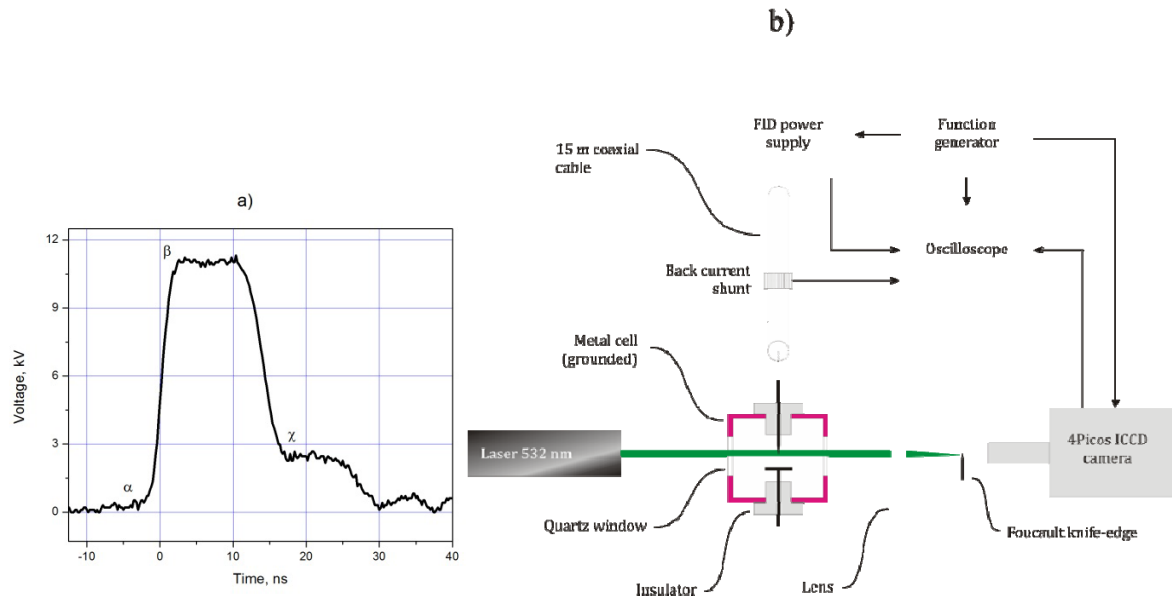 b)
FID power
supply
Function
generator
15 m coaxial
cable
Oscilloscope
Back current
shunt
Metal cell
(grounded)
Laser 532 nm
4Picos ICCD
camera
Quartz window
Foucault knife-edge
Insulator
Lens
a)
12
9
6
3
0
-10
0
10
20
30
40
Voltage, kV
Time, ns
α
β
χ